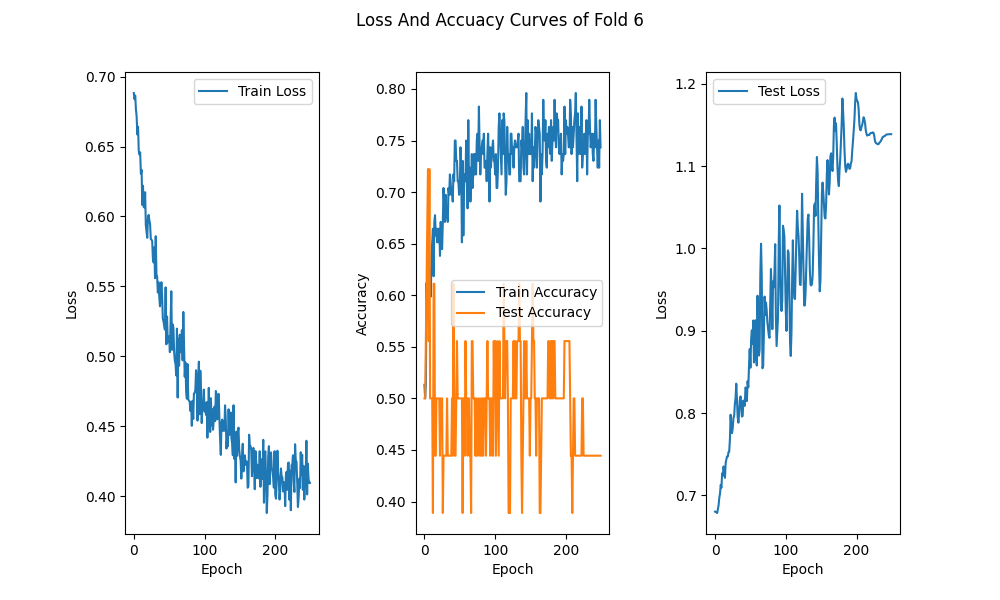 Loss And Accuacy Curves of Fold 6
Train Loss
0.70
0.65
0.60
0.55
0.50
0.45
0.40
Loss
0
100
200
Epoch
Train Accuracy
Test Accuracy
0.80
0.75
0.70
0.65
0.60
0.55
0.50
0.45
0.40
Accuracy
0
100
200
Epoch
Test Loss
1.2
1.1
1.0
0.9
0.8
0.7
Loss
0
100
200
Epoch